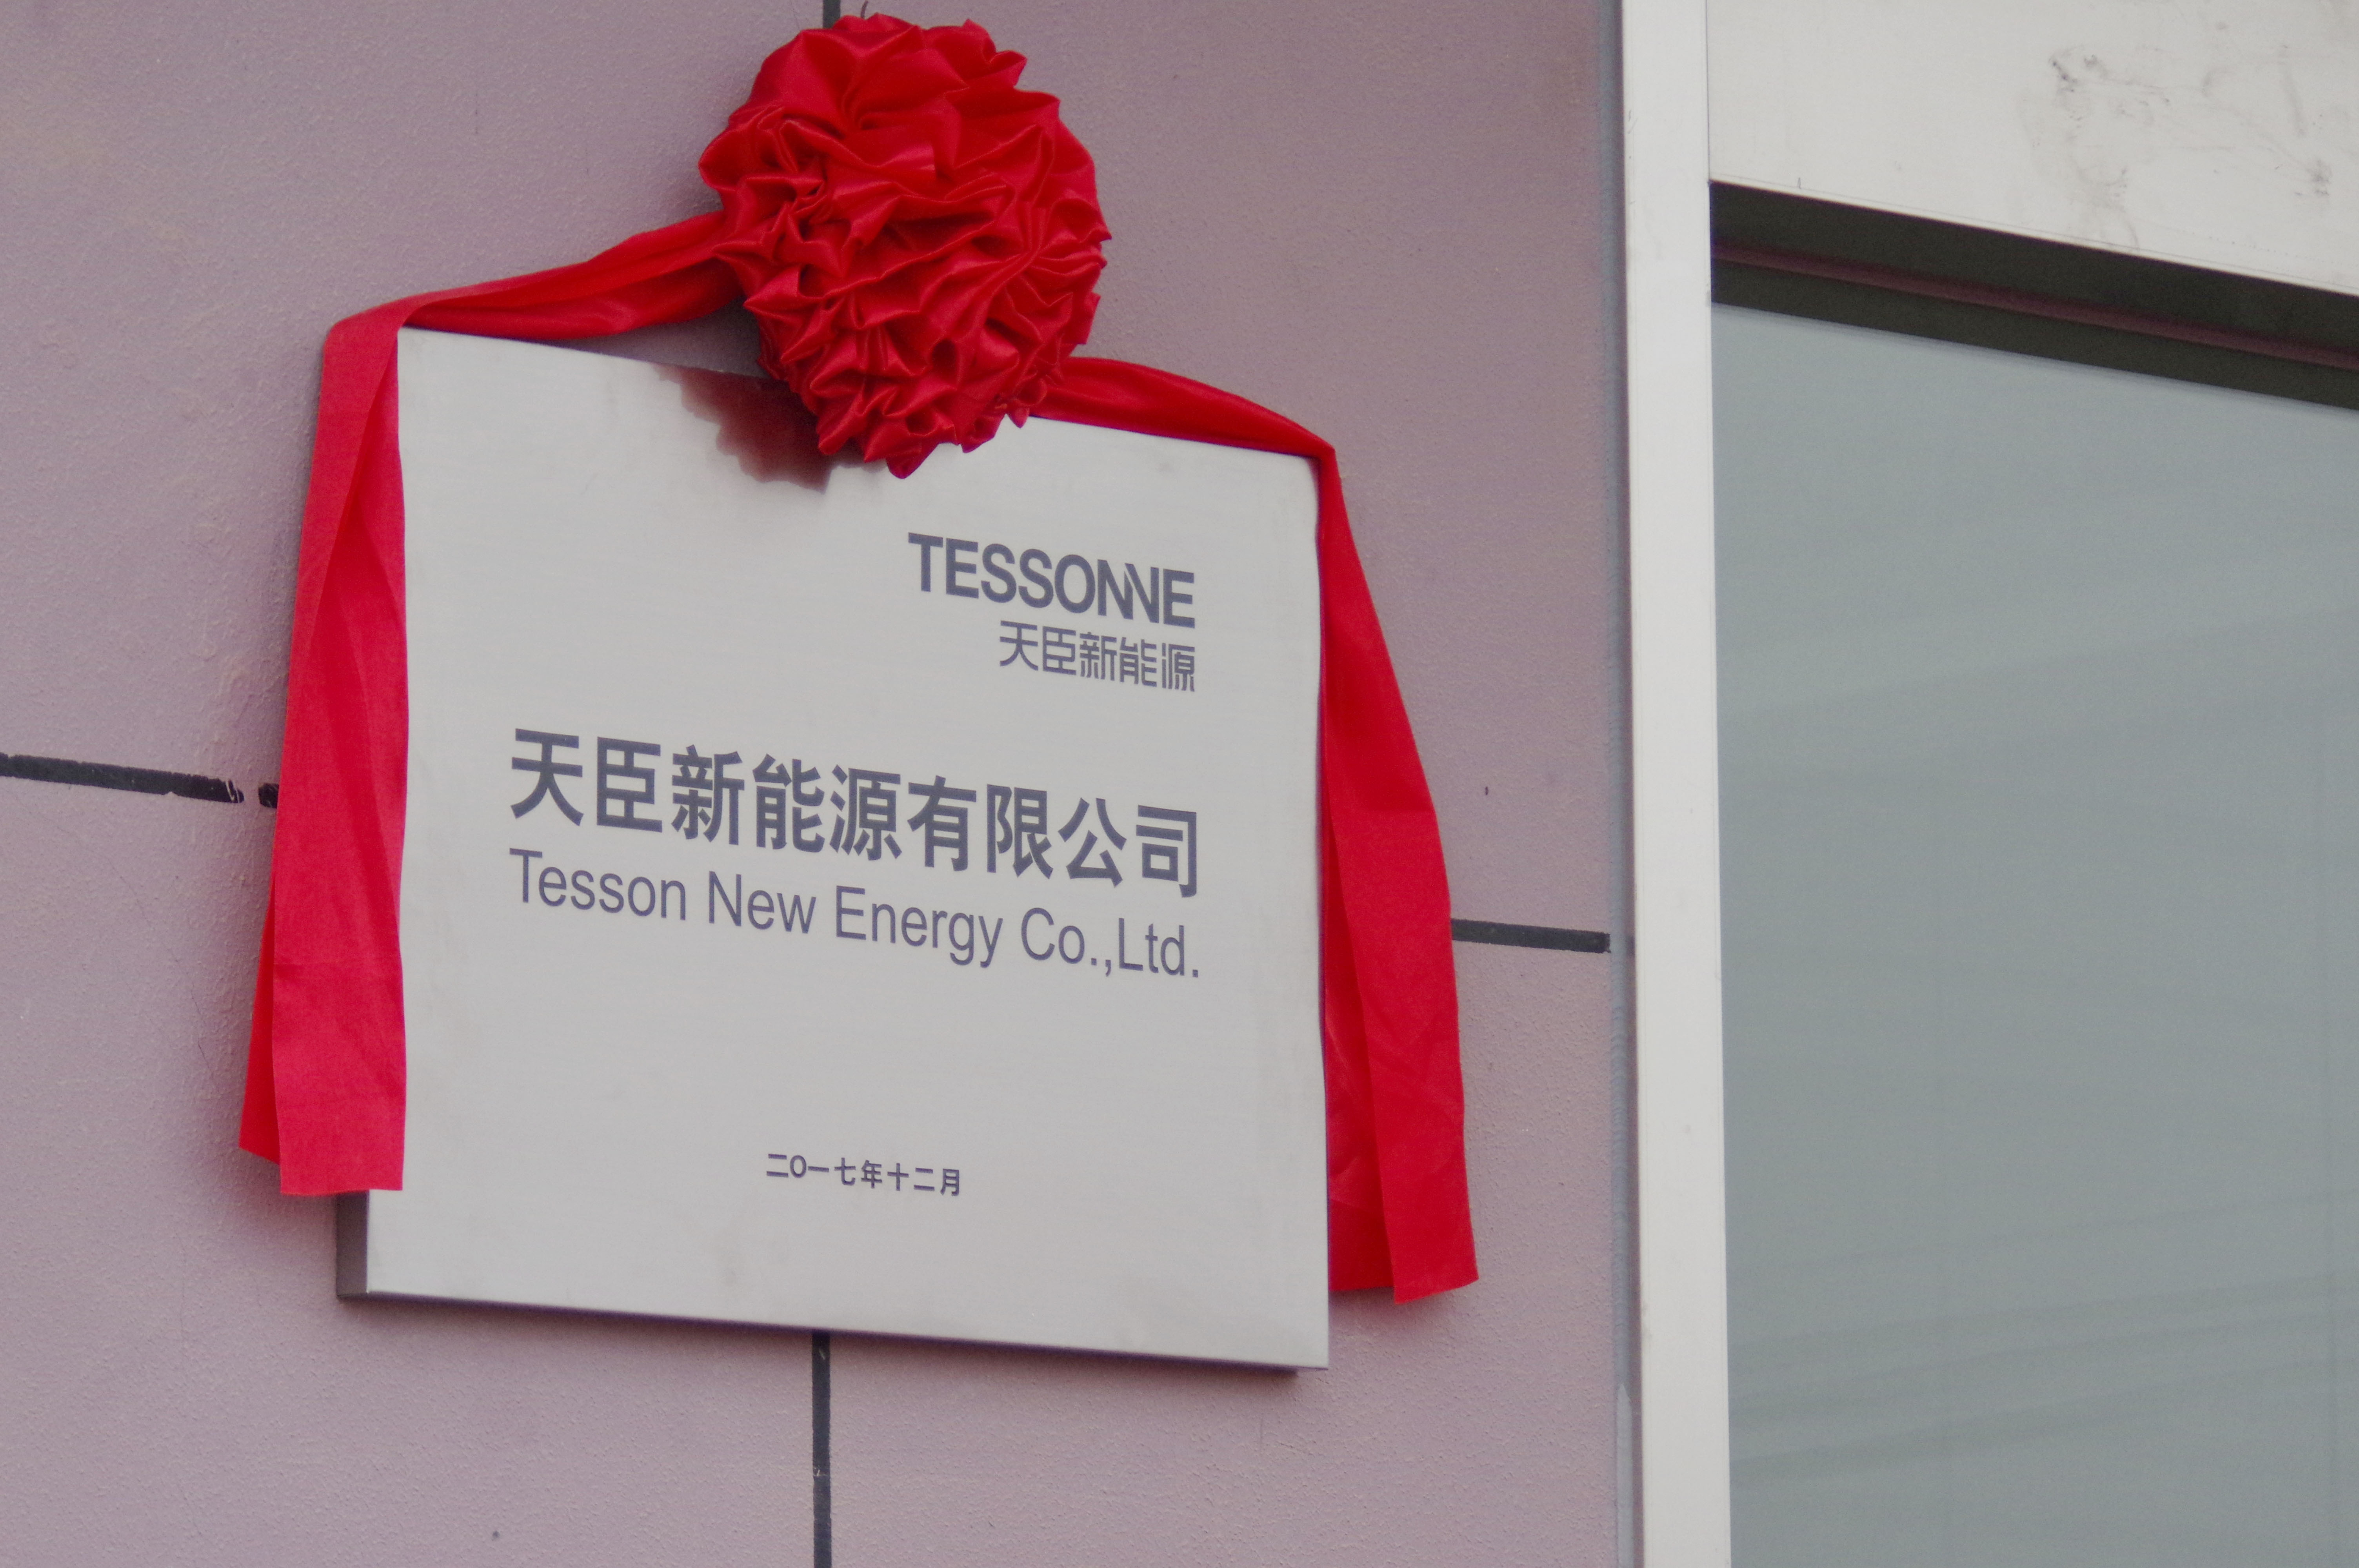 TESSONNE
天臣新能源
天臣新能源有限公司
Tesson New Energy Co.,Ltd.
二〇一七年十二月